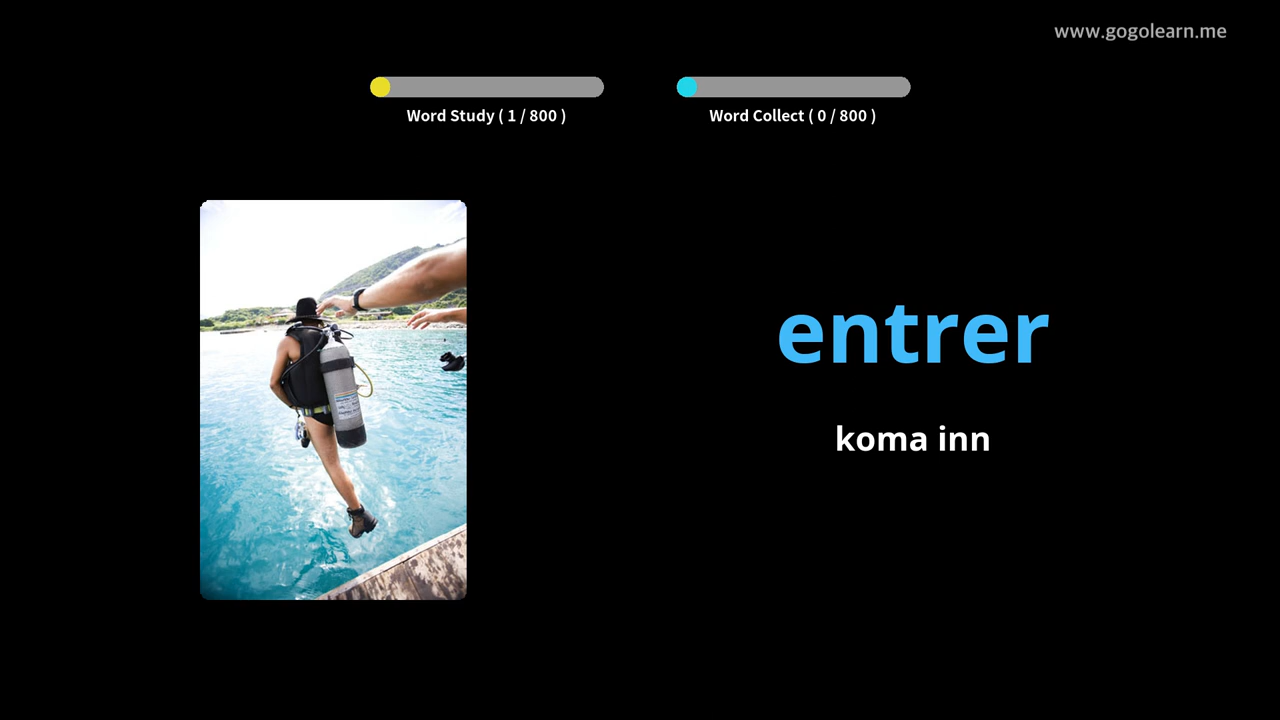 www.gogolearn.me
Word Study ( 1 / 800 )
Word Collect ( 0 / 800 )
entrer
koma inn